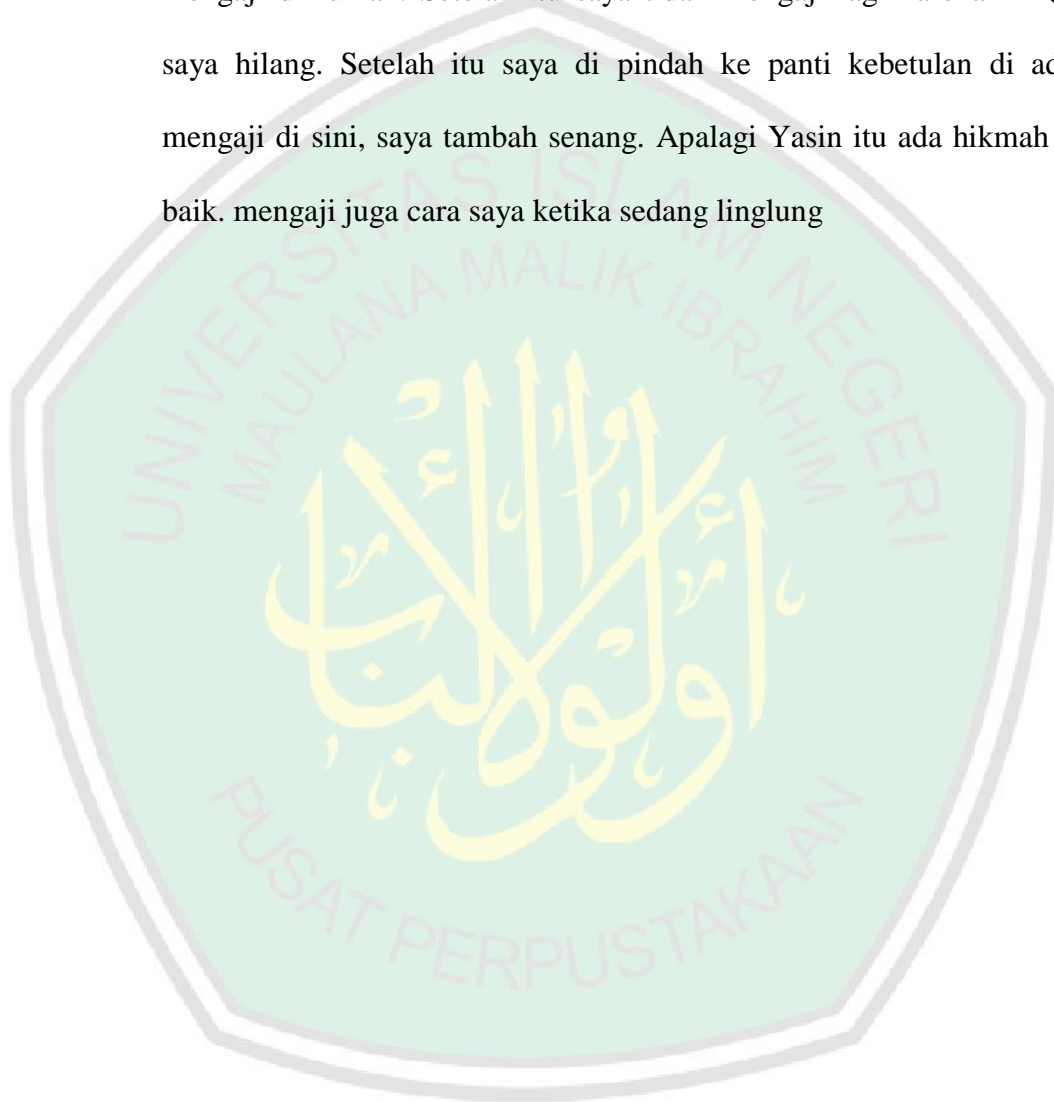 saya hilang. Setelah itu saya di pindah ke panti kebetulan di
mengaji di sini, saya tambah senang. Apalagi Yasin itu ada hikmah
baik. mengaji juga cara saya ketika sedang linglung
UNIVERSITAS ISLAM NEGERI
MAULANA MALIK IBRAHIM
أولوا الألباب
PUSAT PERPUSTAKAAN